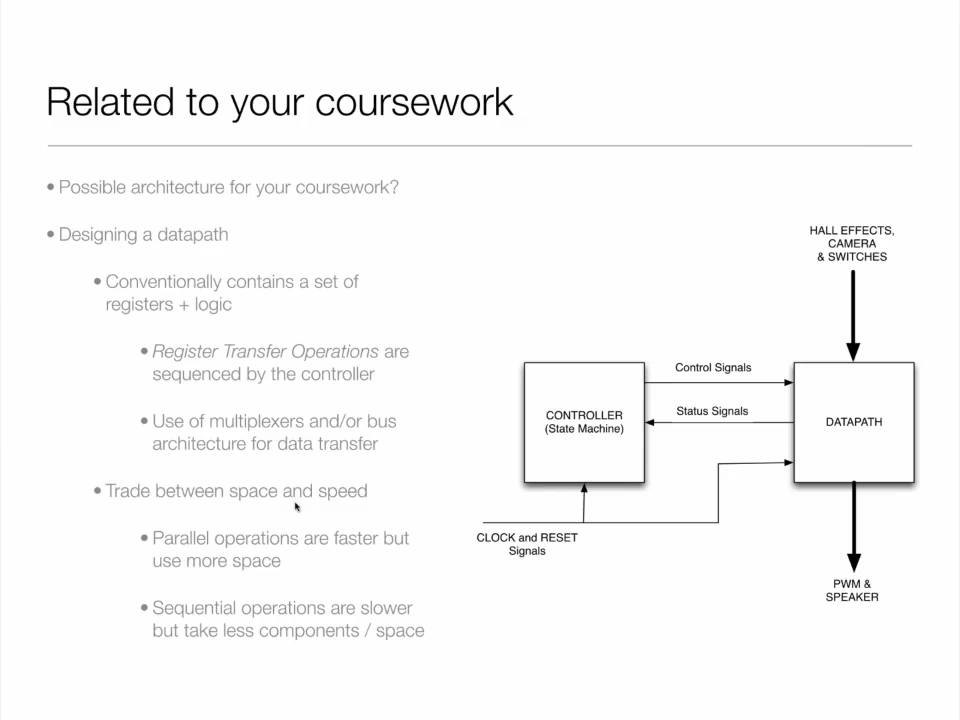 Related to your coursework
• Possible architecture for your coursework?
• Designing a datapath
• Conventionally contains a set of
registers + logic
• Register Transfer Operations are
sequenced by the controller
• Use of multiplexers and/or bus
architecture for data transfer
• Trade between space and speed
• Parallel operations are faster but
use more space
• Sequential operations are slower
but take less components / space
HALL EFFECTS,
CAMERA
& SWITCHES
Control Signals
Status Signals
CONTROLLER
(State Machine)
DATAPATH
CLOCK and RESET
Signals
PWM &
SPEAKER